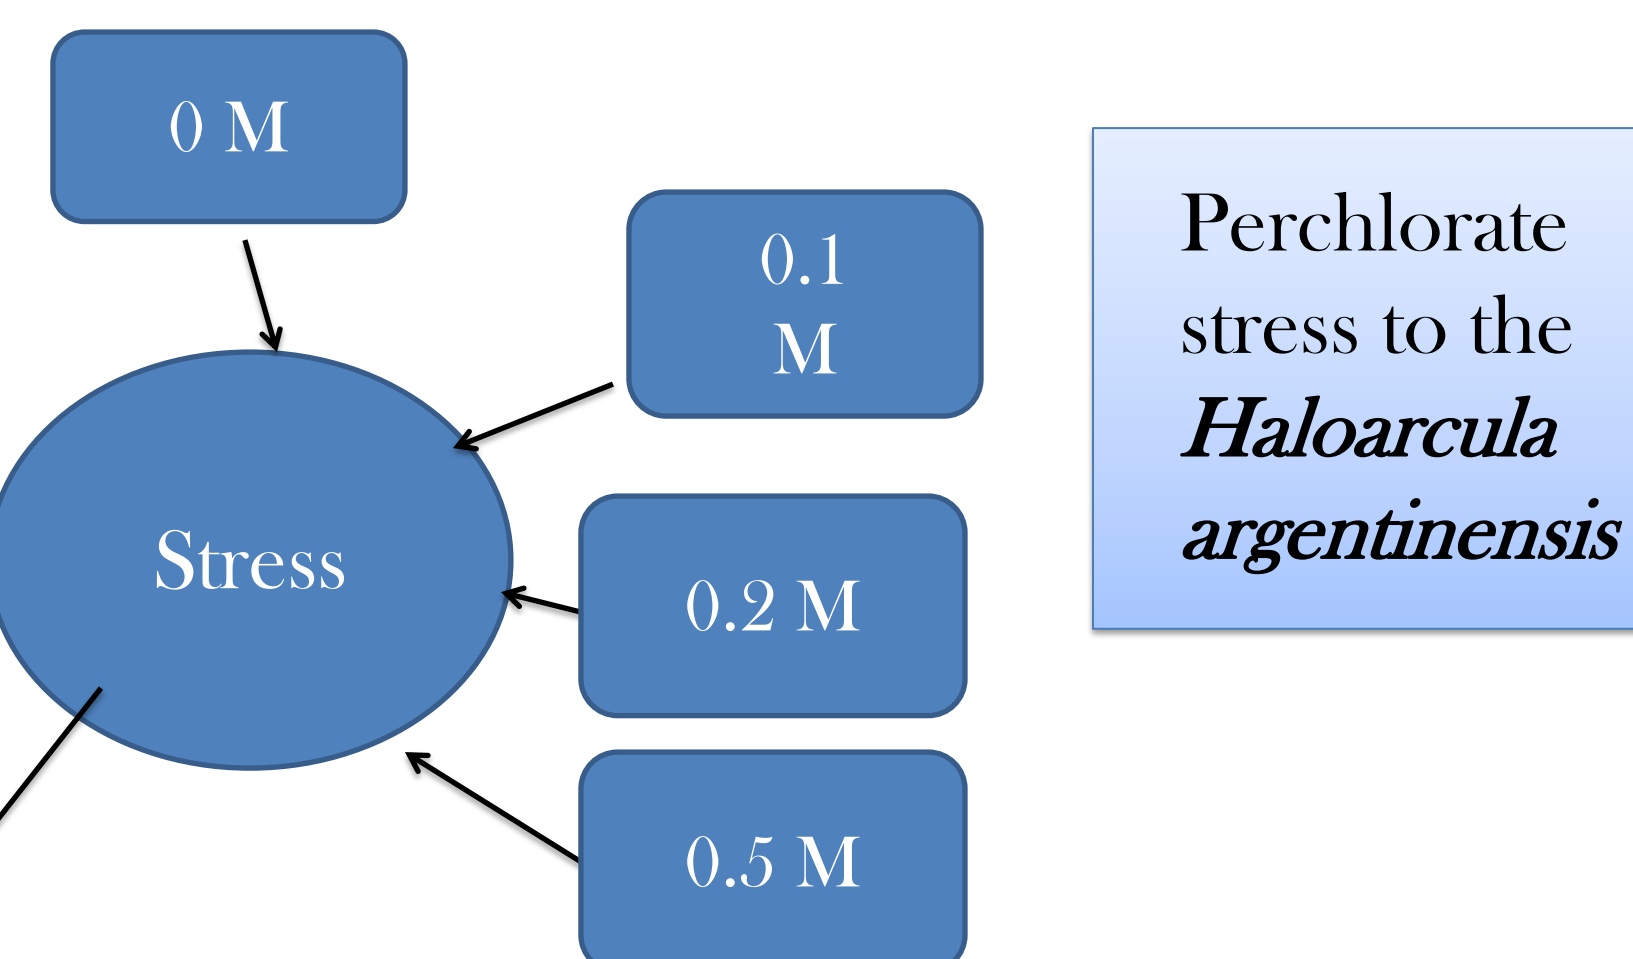 0 M
0.1
M
Perchlorate
stress to the
Haloarcula
argentinensis
Stress
0.2 M
0.5 M